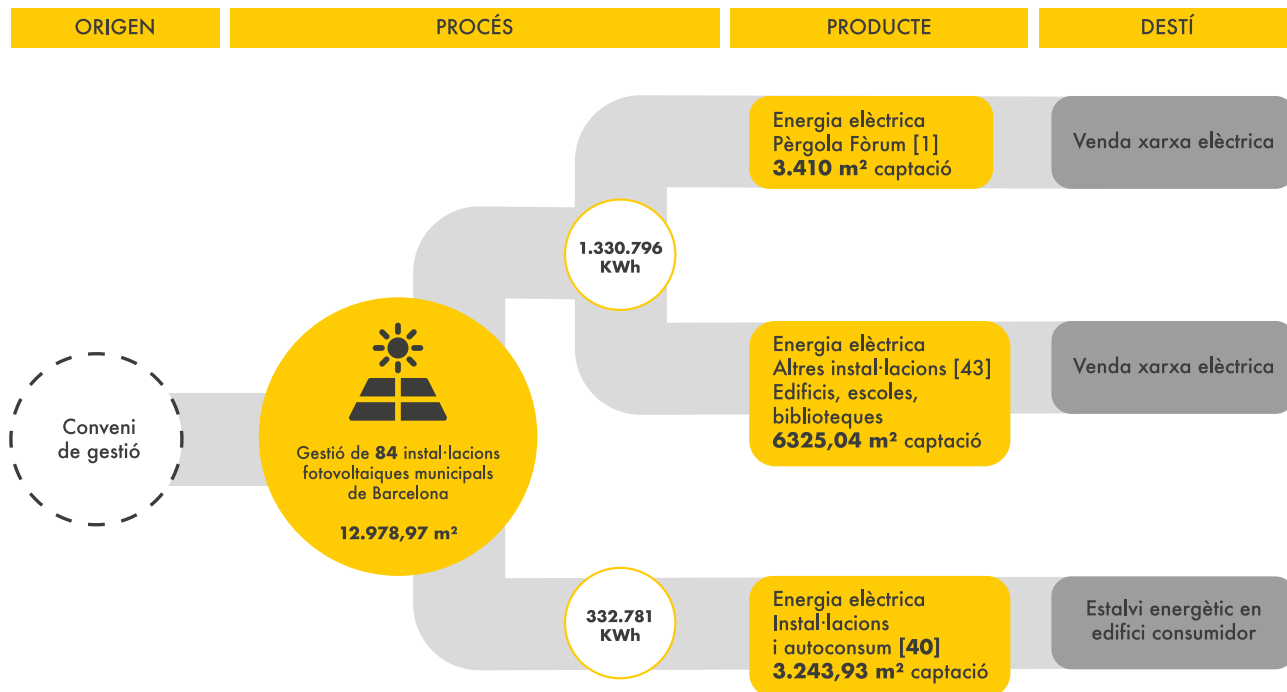 ORIGEN
PROCÉS
PRODUCTE
DESTÍ
Conveni
de gestió
Gestió de 84 instal·lacions
fotovoltaiques municipals
de Barcelona
12.978,97 m²
1.330.796
KWh
Energia elèctrica
Pèrgola Fòrum [1]
3.410 m² captació
Venda xarxa elèctrica
Energia elèctrica
Altres instal·lacions [43]
Edificis, escoles,
biblioteques
6325,04 m² captació
Venda xarxa elèctrica
332.781
KWh
Energia elèctrica
Instal·lacions
i autoconsum [40]
3.243,93 m² captació
Estalvi energètic en
edifici consumidor